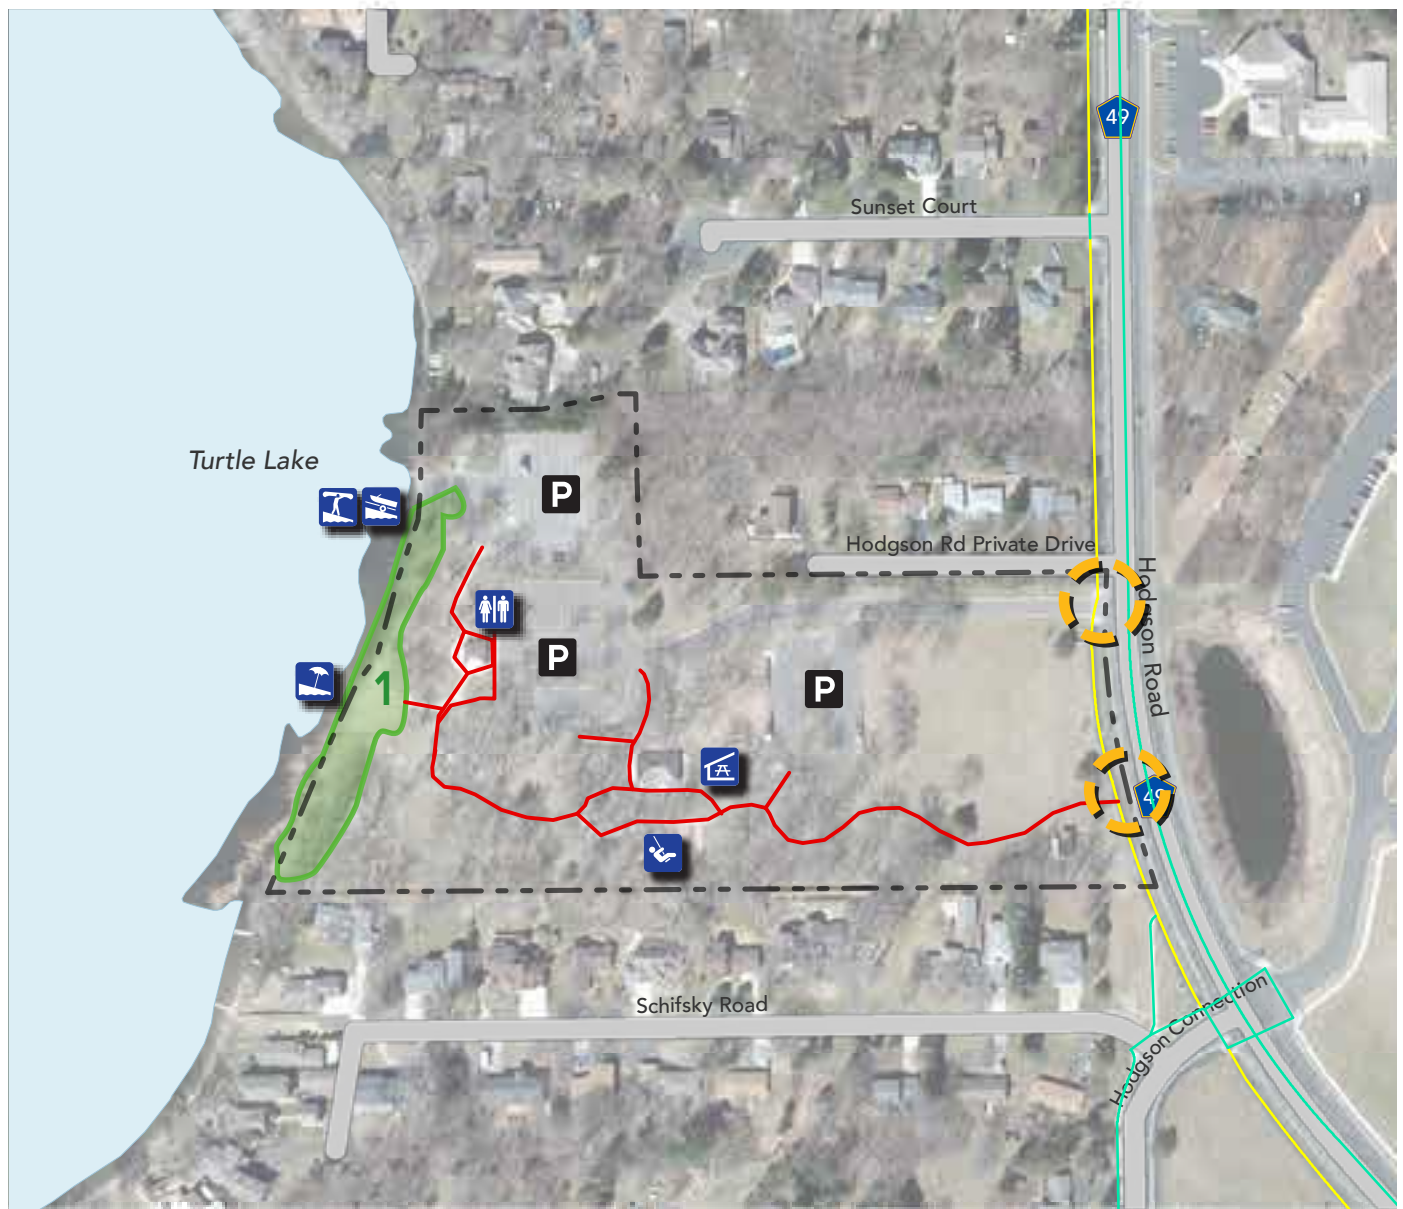 49
Sunset Court
Turtle Lake
P
Hodgson Rd Private Drive
Hodgson Road
P
1
P
49
Schifsky Road
Hodgson Connection